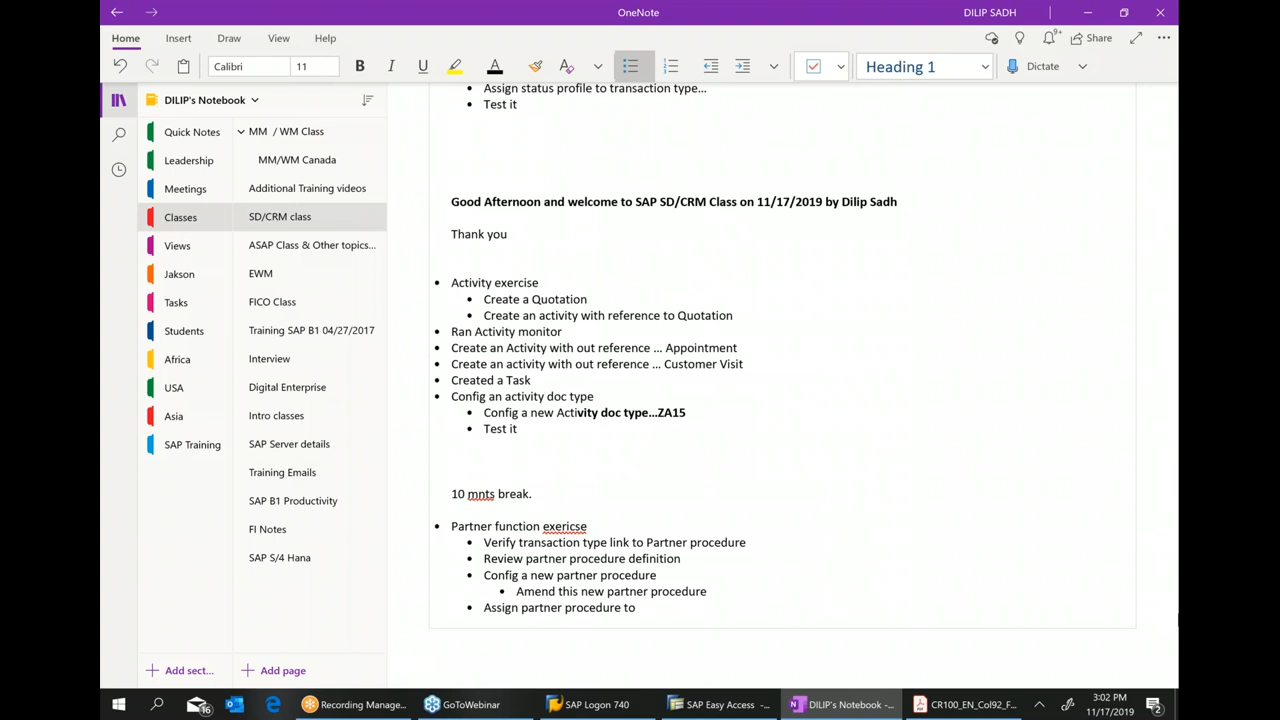 OneNote
DILIP SADH
Home
Insert
Draw
View
Help
9+
Share
Calibri
11
B
I
U
A
A
Heading 1
Dictate
DILIP's Notebook
Quick Notes
Leadership
Meetings
Classes
Views
Jakson
Tasks
Students
Africa
USA
Asia
SAP Training
Add sect...
MM / WM Class
MM/WM Canada
Additional Training videos
SD/CRM class
ASAP Class & Other topics...
EWM
FICO Class
Training SAP B1 04/27/2017
Interview
Digital Enterprise
Intro classes
SAP Server details
Training Emails
SAP B1 Productivity
FI Notes
SAP S/4 Hana
Add page
Assign status profile to transaction type...
Test it
Good Afternoon and welcome to SAP SD/CRM Class on 11/17/2019 by Dilip Sadh
Thank you
Activity exercise
Create a Quotation
Create an activity with reference to Quotation
Ran Activity monitor
Create an Activity with out reference ... Appointment
Create an activity with out reference ... Customer Visit
Created a Task
Config an activity doc type
Config a new Activity doc type...ZA15
Test it
10 mnts break.
Partner function exericse
Verify transaction type link to Partner procedure
Review partner procedure definition
Config a new partner procedure
Amend this new partner procedure
Assign partner procedure to
16
Recording Manage...
GoToWebinar
SAP Logon 740
SAP Easy Access -...
DILIP's Notebook -...
CR100_EN_Col92_F...
3:02 PM
11/17/2019
2